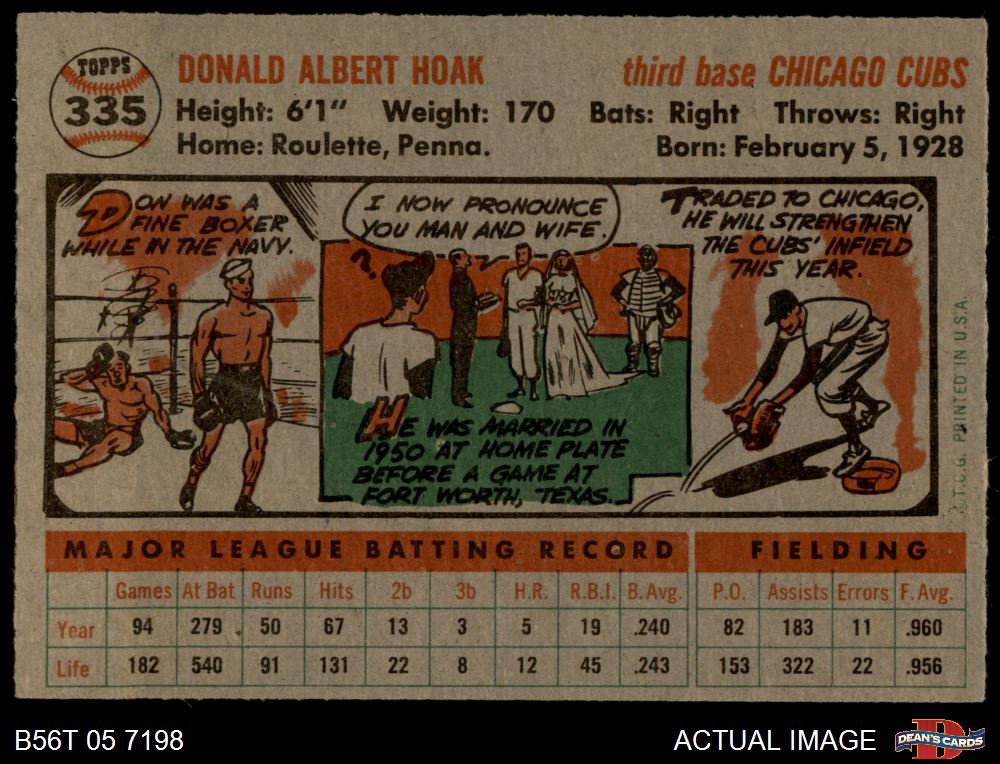 TOPPS
335
DONALD ALBERT HOAK third base CHICAGO CUBS
Height: 6'1" Weight: 170 Bats: Right Throws: Right
Home: Roulette, Penna. Born: February 5, 1928
DON WAS A
FINE BOXER
WHILE IN THE NAVY.
I NOW PRONOUNCE
YOU MAN AND WIFE.
?
HE WAS MARRIED IN
1950 AT HOME PLATE
BEFORE A GAME AT
FORT WORTH, TEXAS.
TRADED TO CHICAGO,
HE WILL STRENGTHEN
THE CUBS' INFIELD
THIS YEAR.
© T.C.G. PRINTED IN U.S.A.
MAJOR LEAGUE BATTING RECORD FIELDING
Games At Bat Runs Hits 2b 3b H.R. R.B.I. B.Avg. P.O. Assists Errors F.Avg.
Year 94 279 50 67 13 3 5 19 .240 82 183 11 .960
Life 182 540 91 131 22 8 12 45 .243 153 322 22 .956
B56T 05 7198 ACTUAL IMAGE DEAN'S CARDS